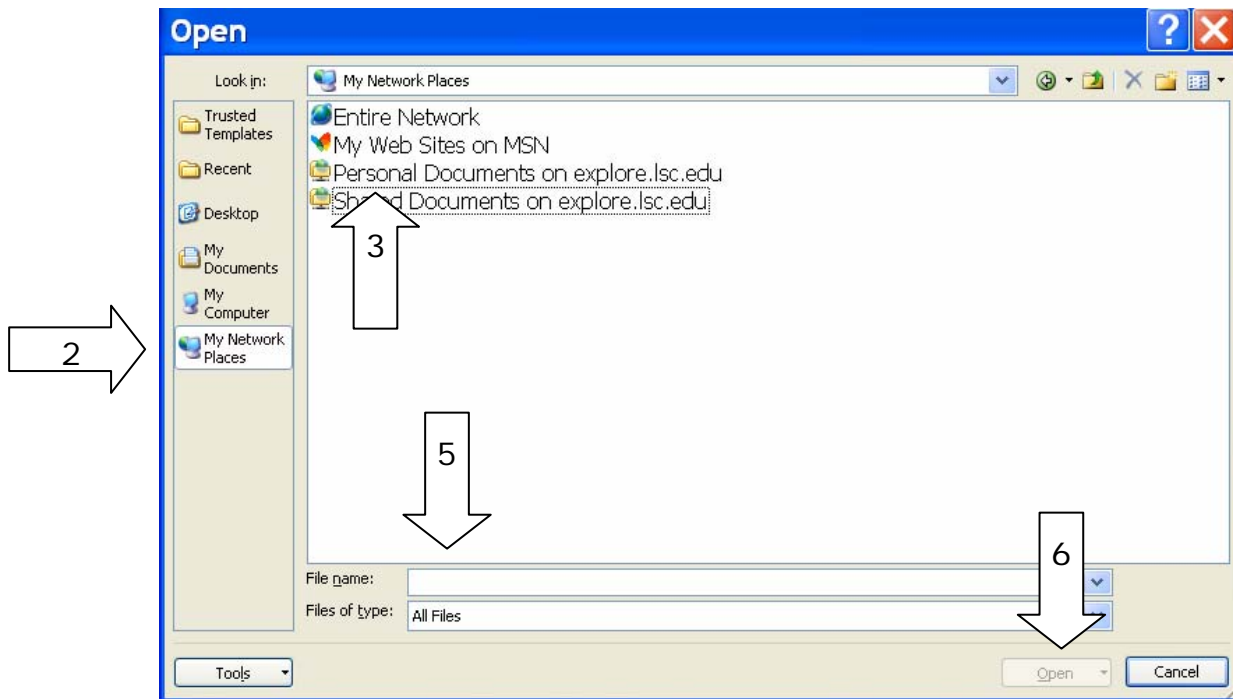 Open
Look in:
My Network Places
Trusted
Templates
Recent
Desktop
My
Documents
My
Computer
My Network
Places
Entire Network
My Web Sites on MSN
Personal Documents on explore.lsc.edu
Shared Documents on explore.lsc.edu
3
2
5
6
File name:
Files of type:
All Files
Tools
Open
Cancel